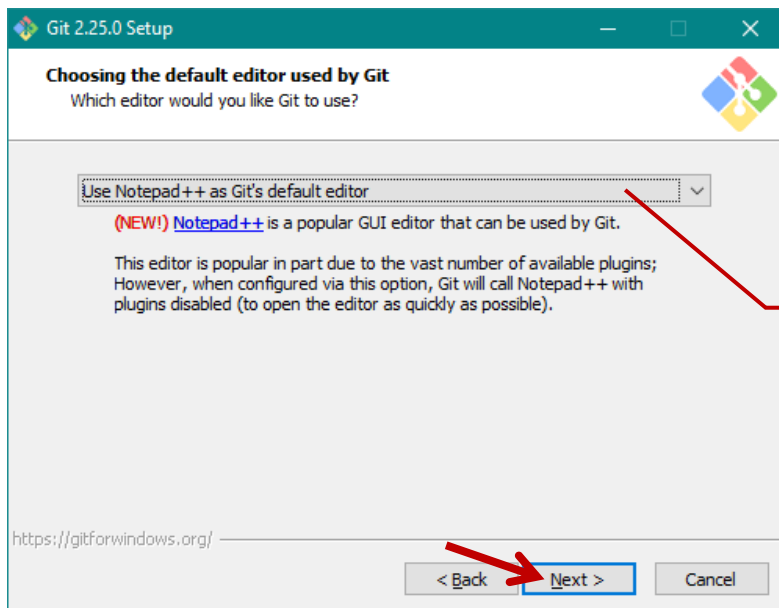 Git 2.25.0 Setup
Choosing the default editor used by Git
Which editor would you like Git to use?
Use Notepad++ as Git's default editor
(NEW!) Notepad++ is a popular GUI editor that can be used by Git.
This editor is popular in part due to the vast number of available plugins;
However, when configured via this option, Git will call Notepad++ with
plugins disabled (to open the editor as quickly as possible).
https://gitforwindows.org/
< Back Next > Cancel